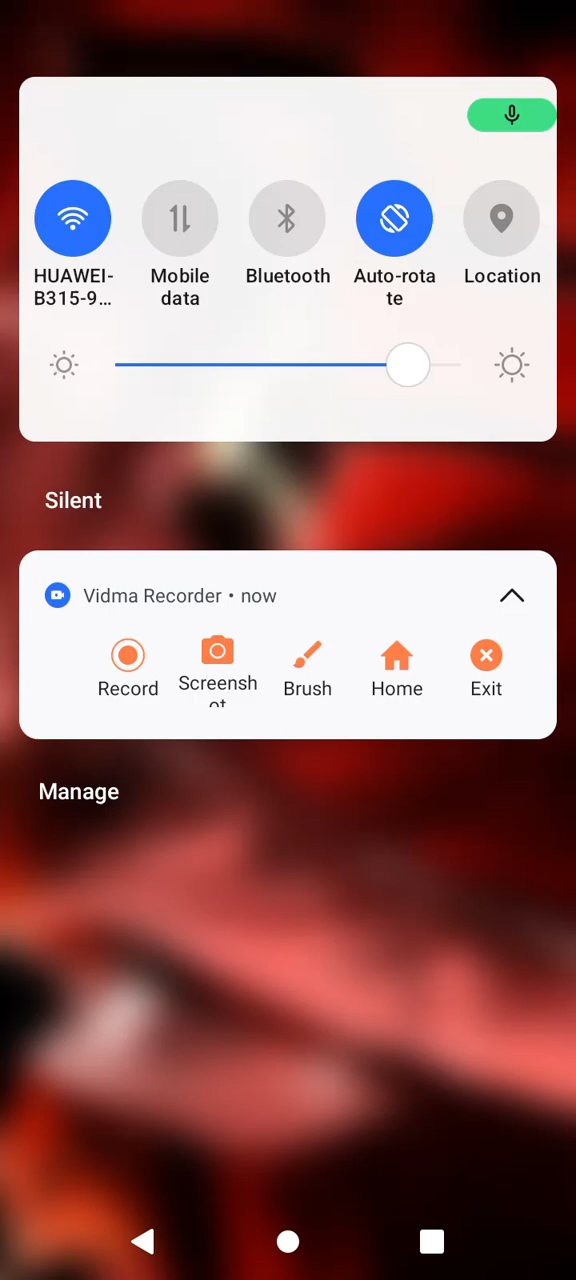 HUAWEI-
B315-9...
Mobile
data
Bluetooth
Auto-rota
te
Location
Silent
Vidma Recorder • now
Record
Screensh
ot
Brush
Home
Exit
Manage